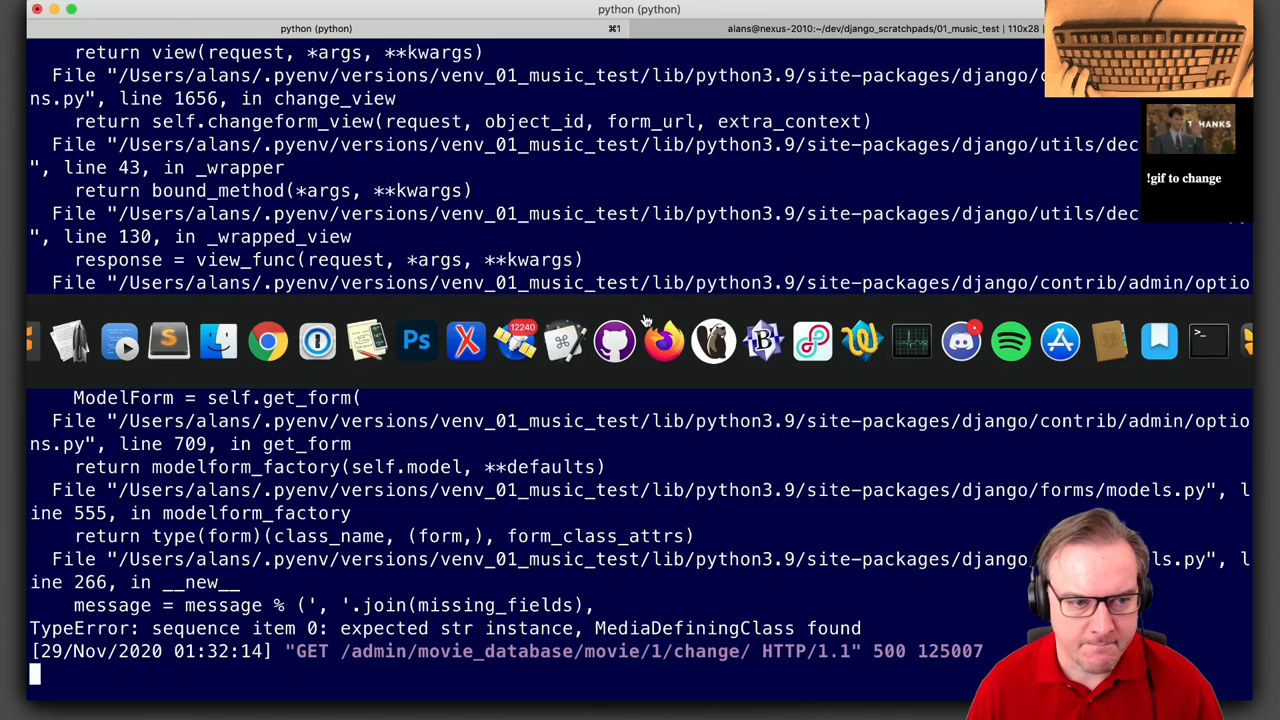 python (python)
python (python)
⌘1
alans@nexus-2010:~/dev/django_scratchpads/01_music_test | 110x28
return view(request, *args, **kwargs)
File "/Users/alans/.pyenv/versions/venv_01_music_test/lib/python3.9/site-packages/django/
ns.py", line 1656, in change_view
return self.changeform_view(request, object_id, form_url, extra_context)
File "/Users/alans/.pyenv/versions/venv_01_music_test/lib/python3.9/site-packages/django/utils/dec
", line 43, in _wrapper
return bound_method(*args, **kwargs)
File "/Users/alans/.pyenv/versions/venv_01_music_test/lib/python3.9/site-packages/django/utils/dec
", line 130, in _wrapped_view
response = view_func(request, *args, **kwargs)
File "/Users/alans/.pyenv/versions/venv_01_music_test/lib/python3.9/site-packages/django/contrib/admin/optio
T HANKS
!gif to change
12240
Ps
ModelForm = self.get_form(
File "/Users/alans/.pyenv/versions/venv_01_music_test/lib/python3.9/site-packages/django/contrib/admin/optio
ns.py", line 709, in get_form
return modelform_factory(self.model, **defaults)
File "/Users/alans/.pyenv/versions/venv_01_music_test/lib/python3.9/site-packages/django/forms/models.py", l
ine 555, in modelform_factory
return type(form)(class_name, (form,), form_class_attrs)
File "/Users/alans/.pyenv/versions/venv_01_music_test/lib/python3.9/site-packages/django ls.py", l
ine 266, in __new__
message = message % (', '.join(missing_fields),
TypeError: sequence item 0: expected str instance, MediaDefiningClass found
[29/Nov/2020 01:32:14] "GET /admin/movie_database/movie/1/change/ HTTP/1.1" 500 125007